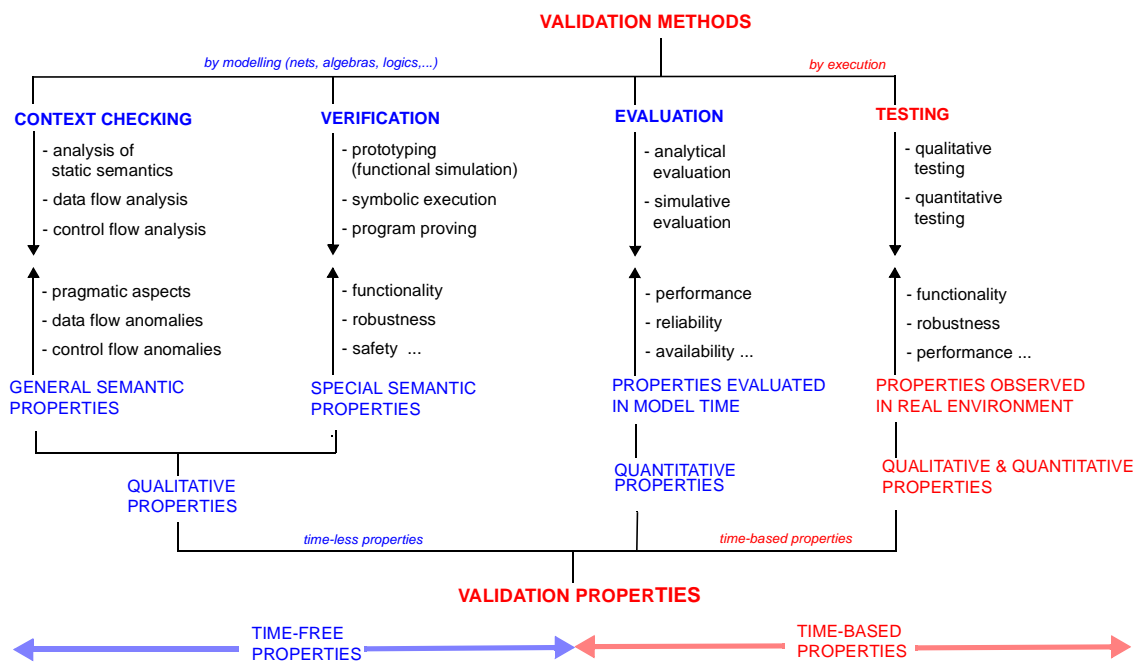 VALIDATION METHODS
by modelling (nets, algebras, logics,...)
by execution
CONTEXT CHECKING
- analysis of
static semantics
- data flow analysis
- control flow analysis
- pragmatic aspects
- data flow anomalies
- control flow anomalies
GENERAL SEMANTIC
PROPERTIES
VERIFICATION
- prototyping
(functional simulation)
- symbolic execution
- program proving
- functionality
- robustness
- safety ...
SPECIAL SEMANTIC
PROPERTIES
EVALUATION
- analytical
evaluation
- simulative
evaluation
- performance
- reliability
- availability ...
PROPERTIES EVALUATED
IN MODEL TIME
TESTING
- qualitative
testing
- quantitative
testing
- functionality
- robustness
- performance ...
PROPERTIES OBSERVED
IN REAL ENVIRONMENT
QUALITATIVE
PROPERTIES
QUANTITATIVE
PROPERTIES
QUALITATIVE & QUANTITATIVE
PROPERTIES
time-less properties
time-based properties
VALIDATION PROPERTIES
TIME-FREE
PROPERTIES
TIME-BASED
PROPERTIES